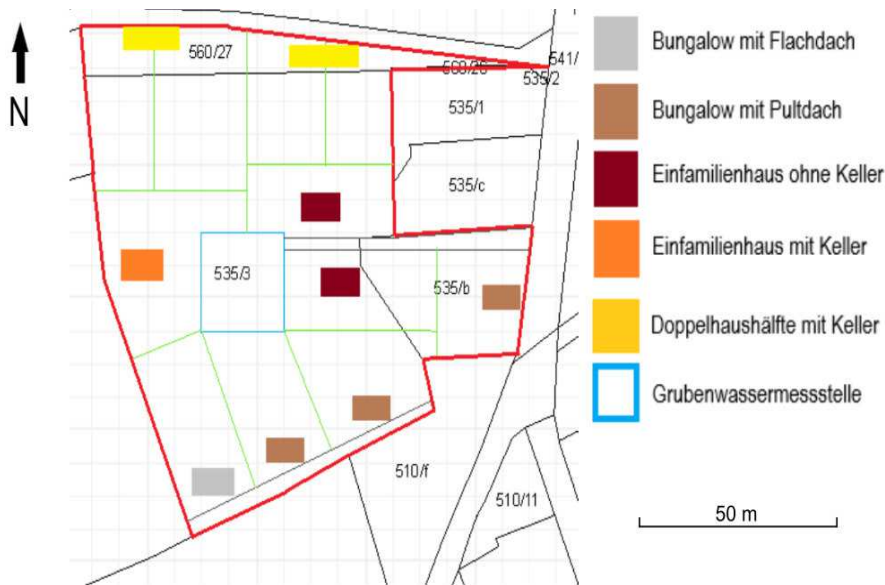 N
560/27
560/26
541/
535/2
535/1
535/c
535/3
535/b
510/f
510/11
Bungalow mit Flachdach
Bungalow mit Pultdach
Einfamilienhaus ohne Keller
Einfamilienhaus mit Keller
Doppelhaushälfte mit Keller
Grubenwassermessstelle
50 m